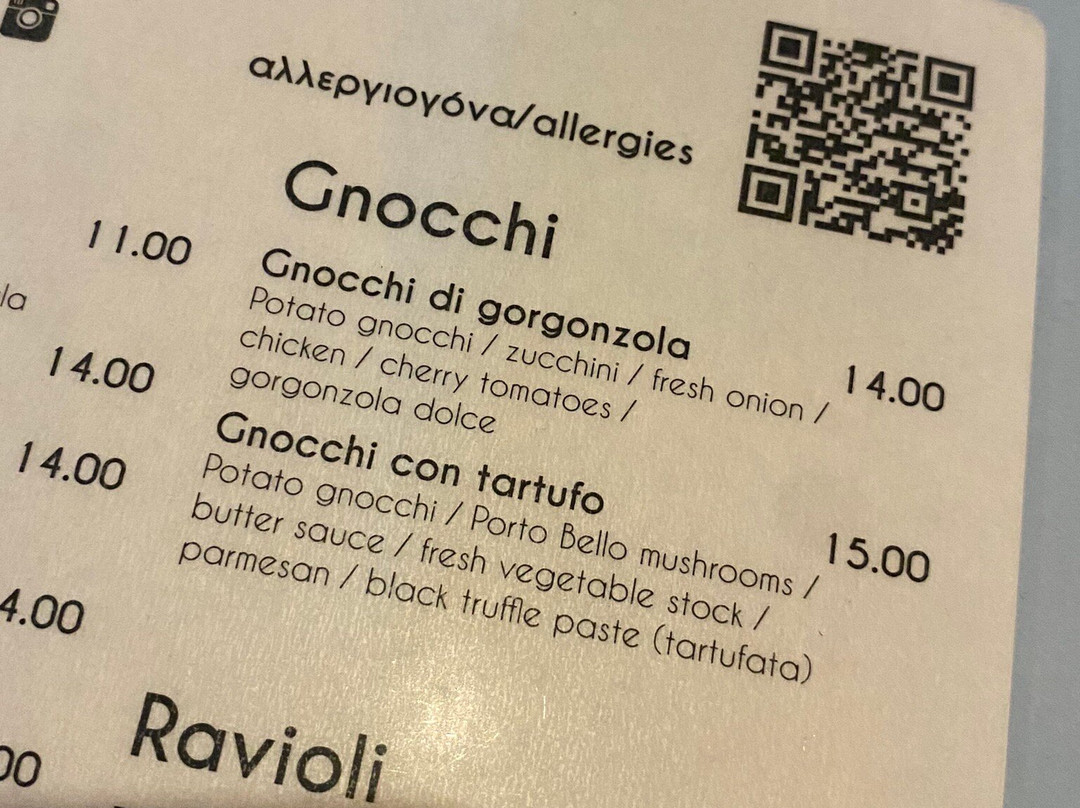 αλλεργιογόνα/allergies
Gnocchi
11.00
Gnocchi di gorgonzola
Potato gnocchi / zucchini / fresh onion /
chicken / cherry tomatoes /
gorgonzola dolce
14.00
la
14.00
Gnocchi con tartufo
Potato gnocchi / Porto Bello mushrooms /
butter sauce / fresh vegetable stock /
parmesan / black truffle paste (tartufata)
15.00
14.00
4.00
Ravioli
00